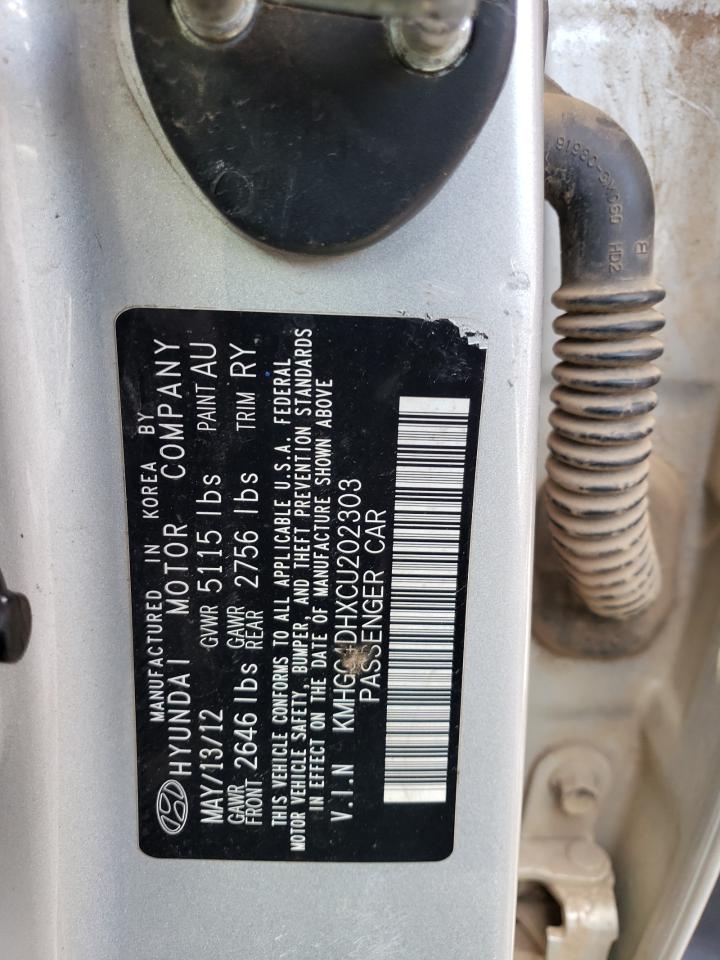 MANUFACTURED IN KOREA BY
HYUNDAI MOTOR COMPANY
MAY/13/12 GVWR 5115 lbs PAINT AU
GAWR FRONT 2646 lbs GAWR REAR 2756 lbs TRIM RY
THIS VEHICLE CONFORMS TO ALL APPLICABLE U.S.A. FEDERAL
MOTOR VEHICLE SAFETY, BUMPER, AND THEFT PREVENTION STANDARDS
IN EFFECT ON THE DATE OF MANUFACTURE SHOWN ABOVE
V.I.N KMHGC4DHXCU202303
PASSENGER CAR
HD2